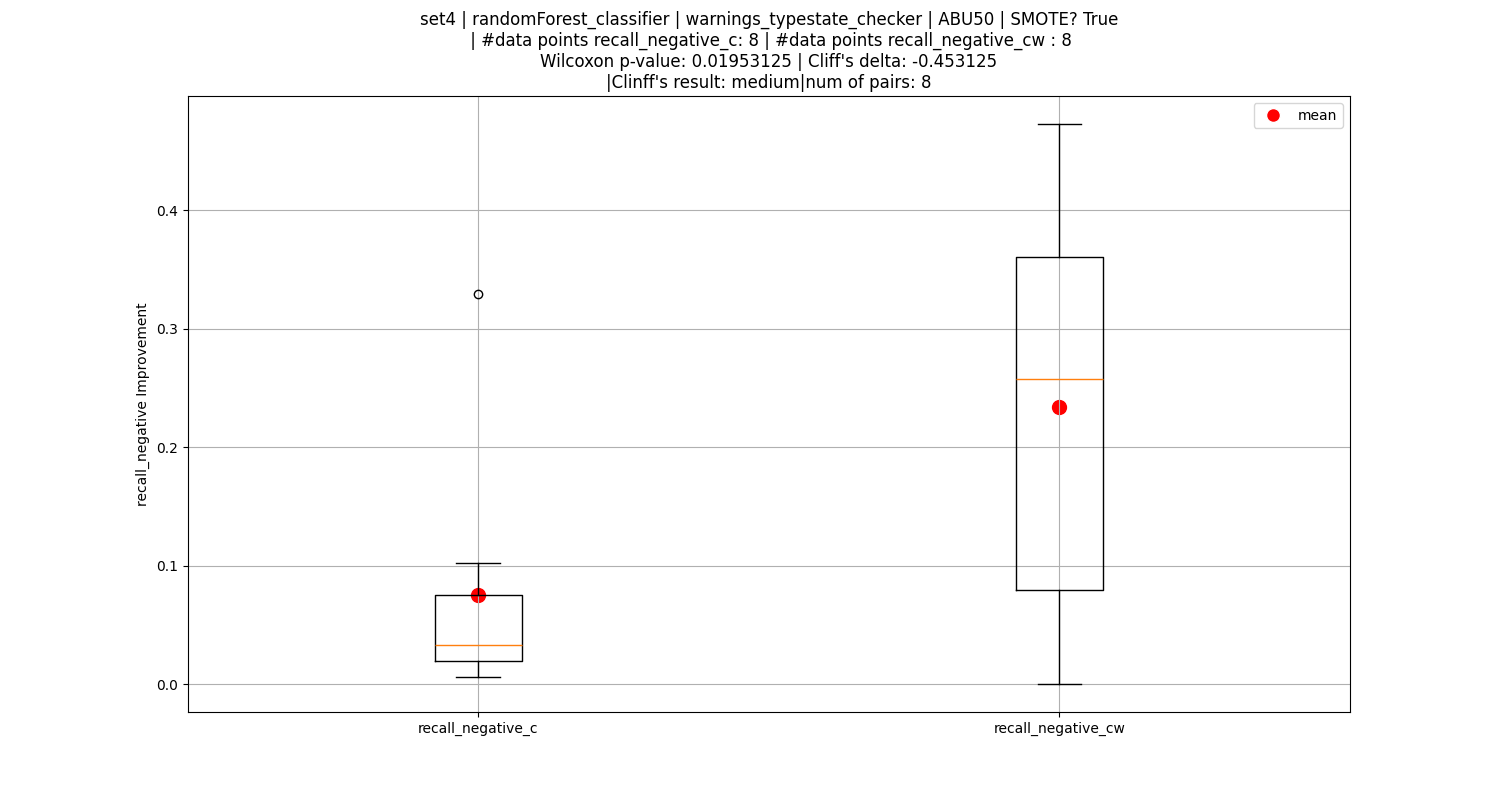 set4 | randomForest_classifier | warnings_typestate_checker | ABU50 | SMOTE? True
| #data points recall_negative_c: 8 | #data points recall_negative_cw : 8
Wilcoxon p-value: 0.01953125 | Cliff's delta: -0.453125
|Clinff's result: medium|num of pairs: 8
mean
recall_negative Improvement
0.4
0.3
0.2
0.1
0.0
recall_negative_c
recall_negative_cw